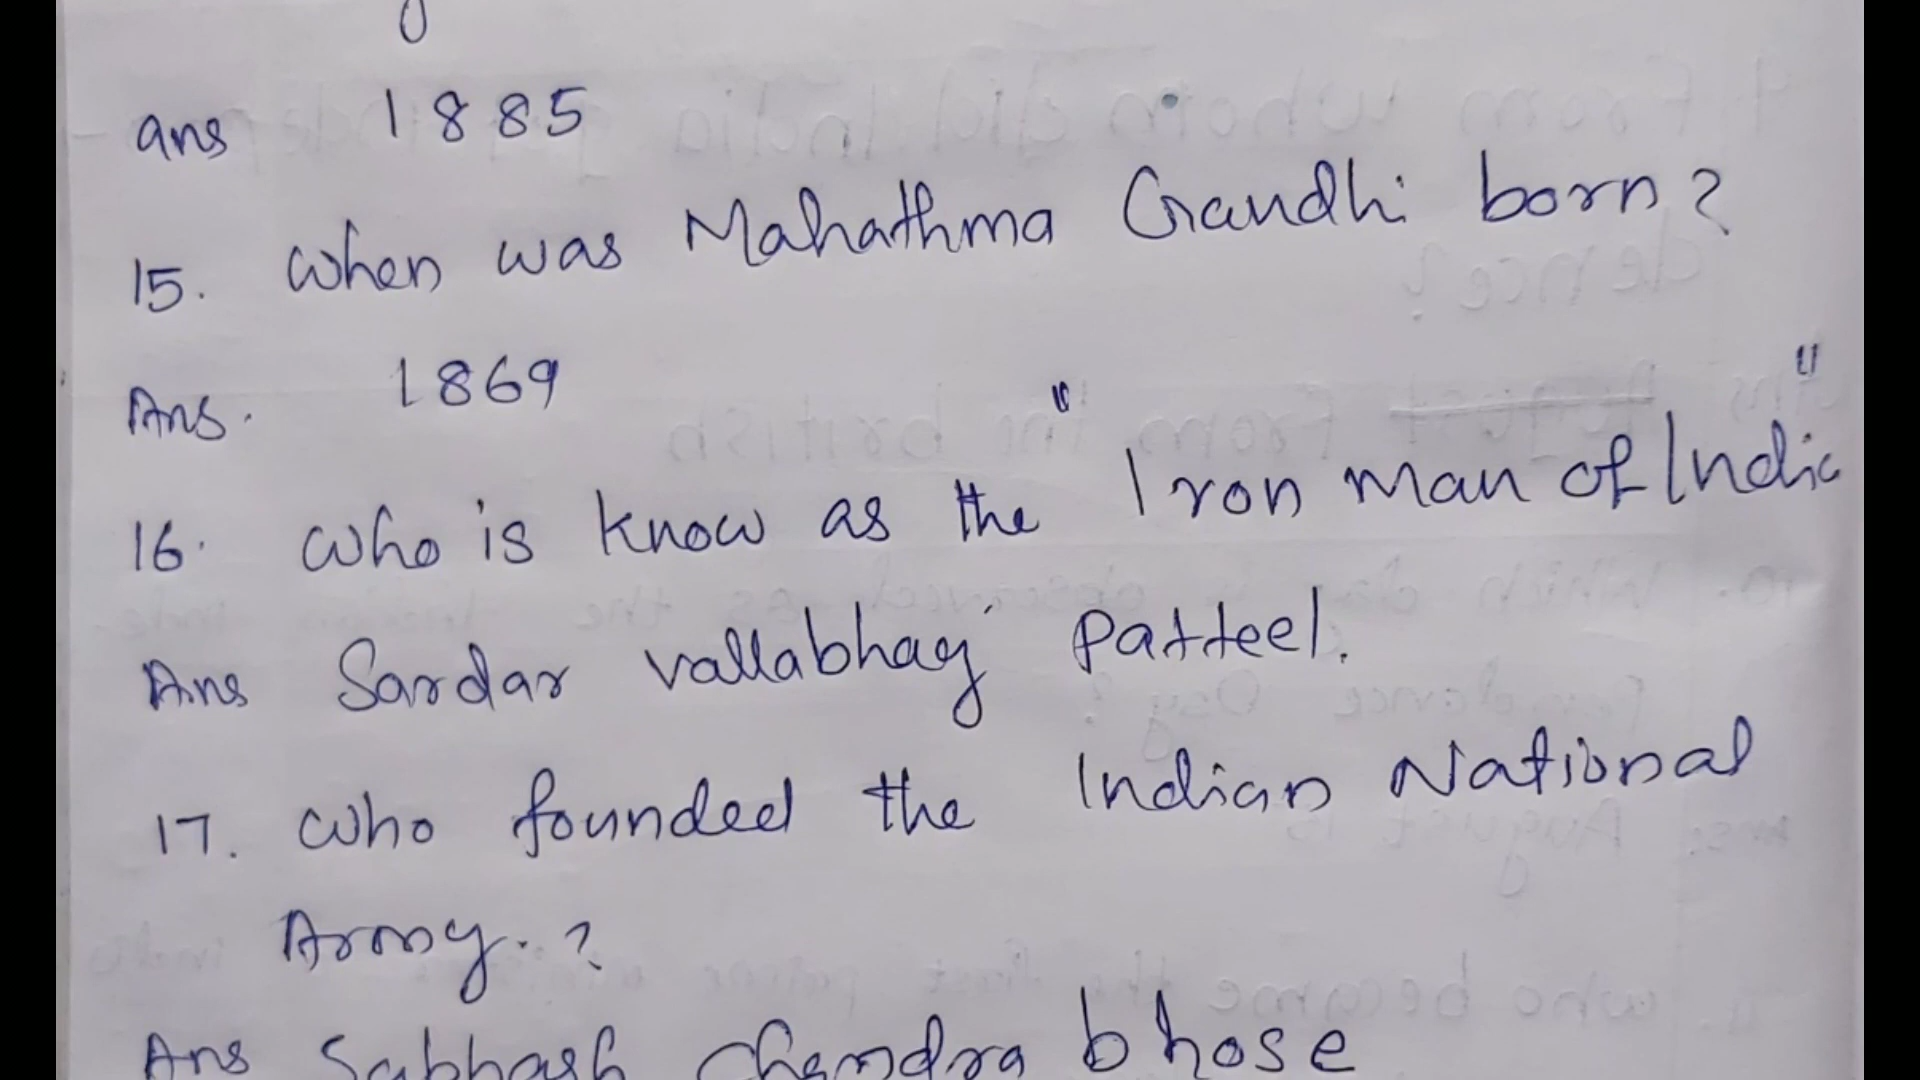 ans 1885
15. When was Mahathma Gandhi born?
Ans. 1869
16. Who is know as the "Iron man of India"
Ans Sardar vallabhay patteel.
17. Who founded the Indian National
Army.?
Ans Sabhash chandra bhose